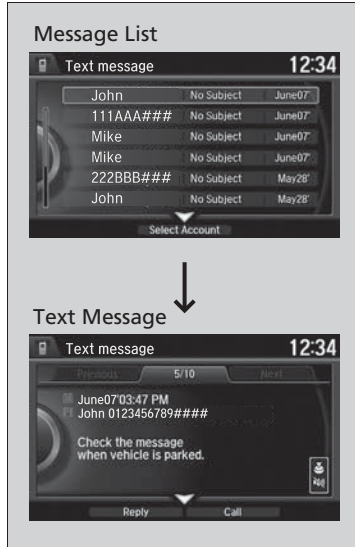 Message List
Text message 12:34
John No Subject June07'
111AAA### No Subject June07'
Mike No Subject June07'
Mike No Subject June07'
222BBB### No Subject May28'
John No Subject May28'
Select Account
Text Message
Text message 12:34
Previous 5/10 Next
June07'03:47 PM
John 0123456789####
Check the message
when vehicle is parked.
Reply Call